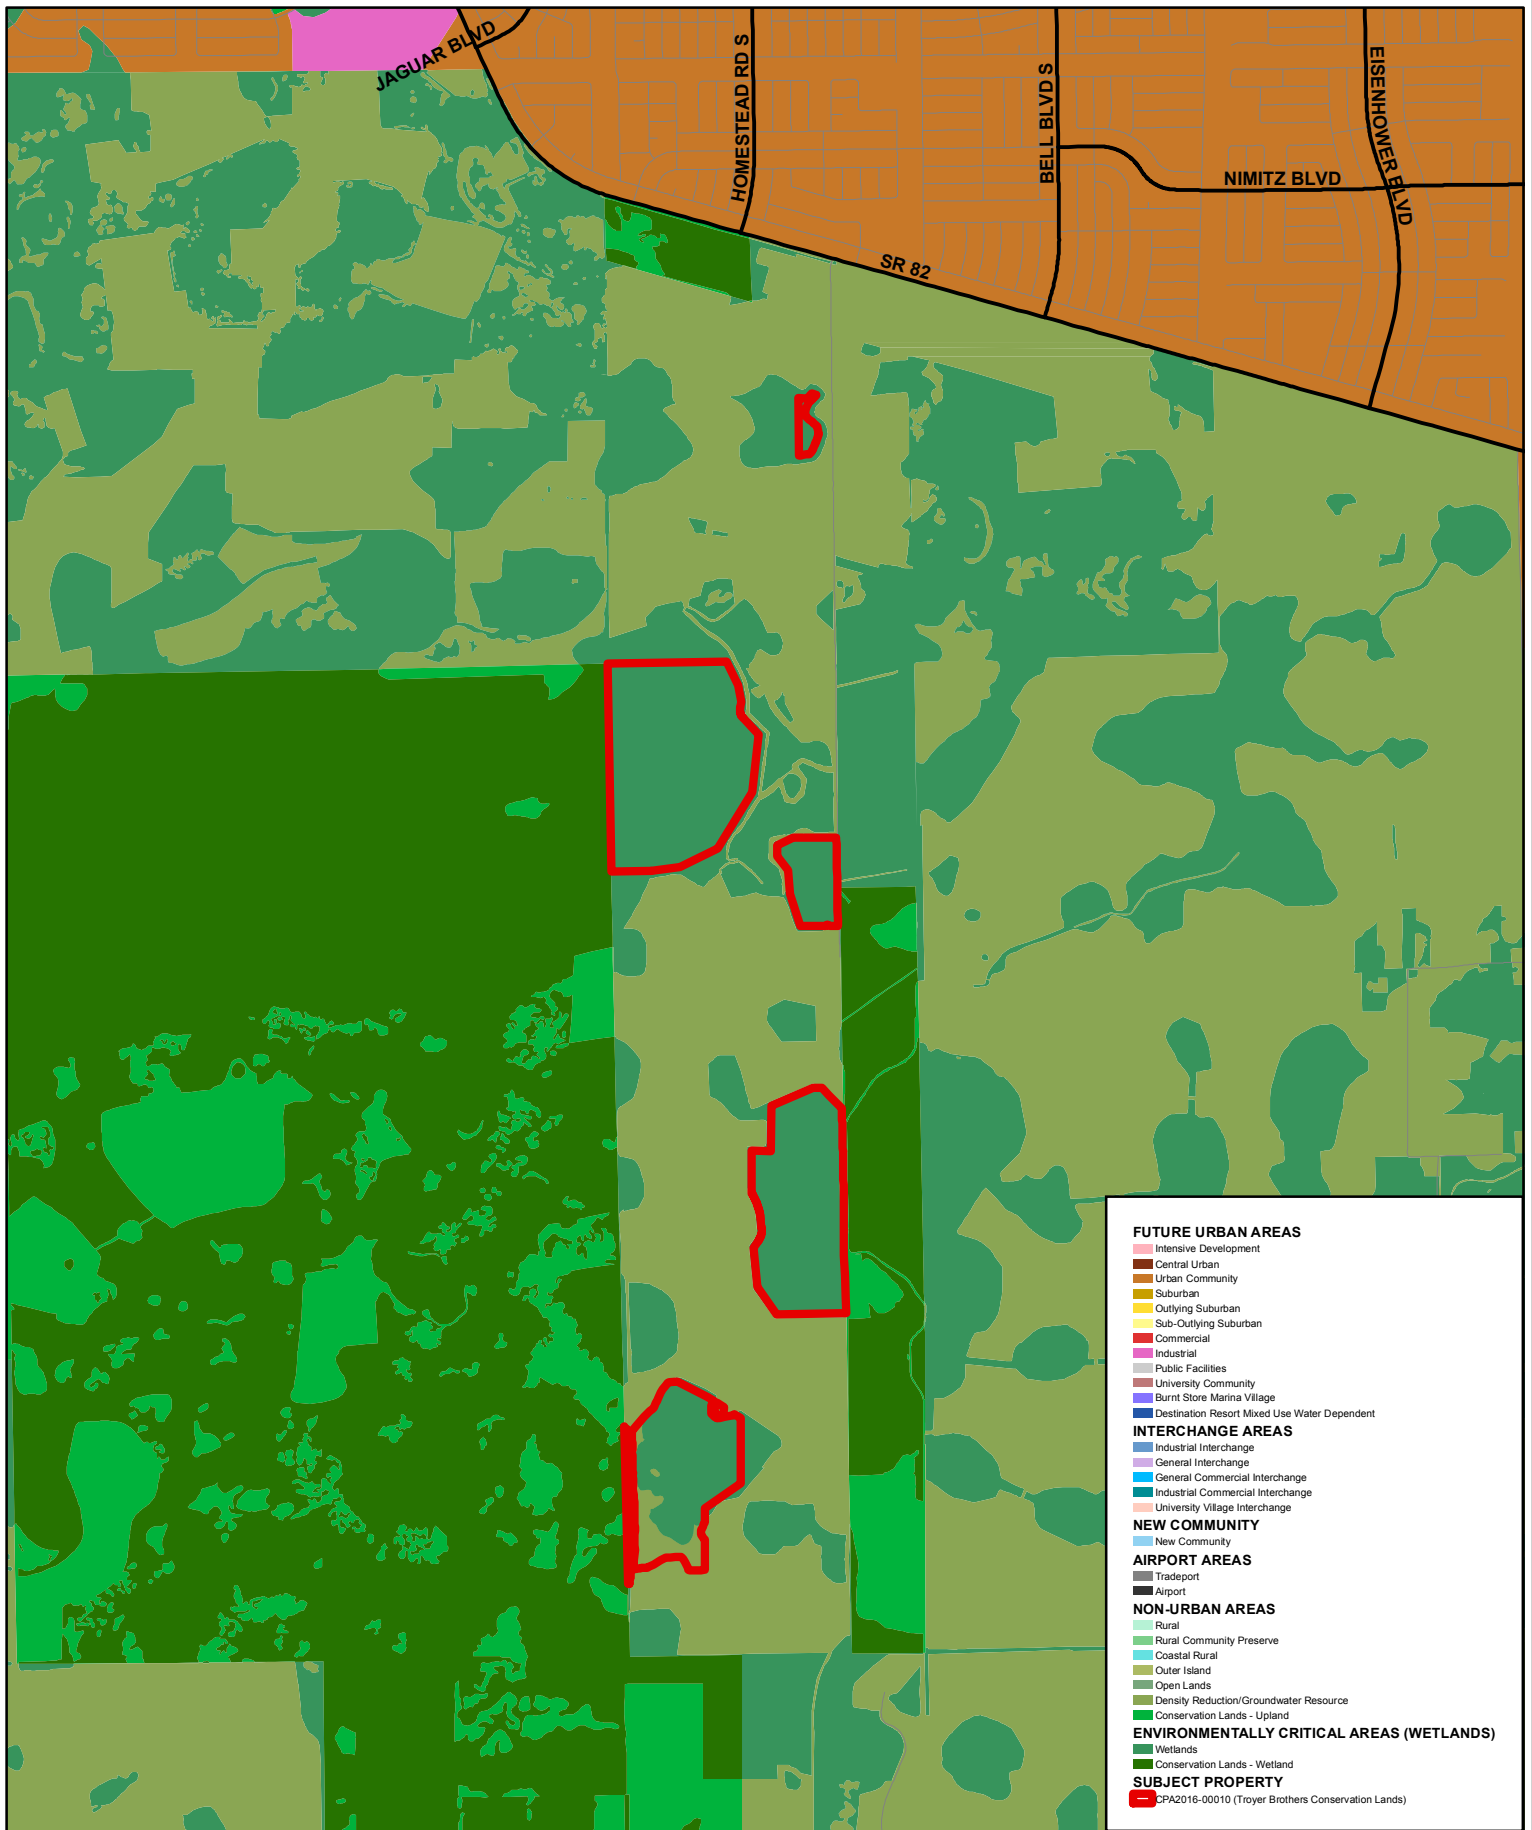 JAGUAR BLVD
HOMESTEAD RD S
BELL BLVD S
EISENHOWER BLVD
NIMITZ BLVD
SR 82
FUTURE URBAN AREAS
Intensive Development
Central Urban
Urban Community
Suburban
Outlying Suburban
Sub-Outlying Suburban
Commercial
Industrial
Public Facilities
University Community
Burnt Store Marina Village
Destination Resort Mixed Use Water Dependent
INTERCHANGE AREAS
Industrial Interchange
General Interchange
General Commercial Interchange
Industrial Commercial Interchange
University Village Interchange
NEW COMMUNITY
New Community
AIRPORT AREAS
Tradeport
Airport
NON-URBAN AREAS
Rural
Rural Community Preserve
Coastal Rural
Outer Island
Open Lands
Density Reduction/Groundwater Resource
Conservation Lands - Upland
ENVIRONMENTALLY CRITICAL AREAS (WETLANDS)
Wetlands
Conservation Lands - Wetland
SUBJECT PROPERTY
CPA2016-00010 (Troyer Brothers Conservation Lands)